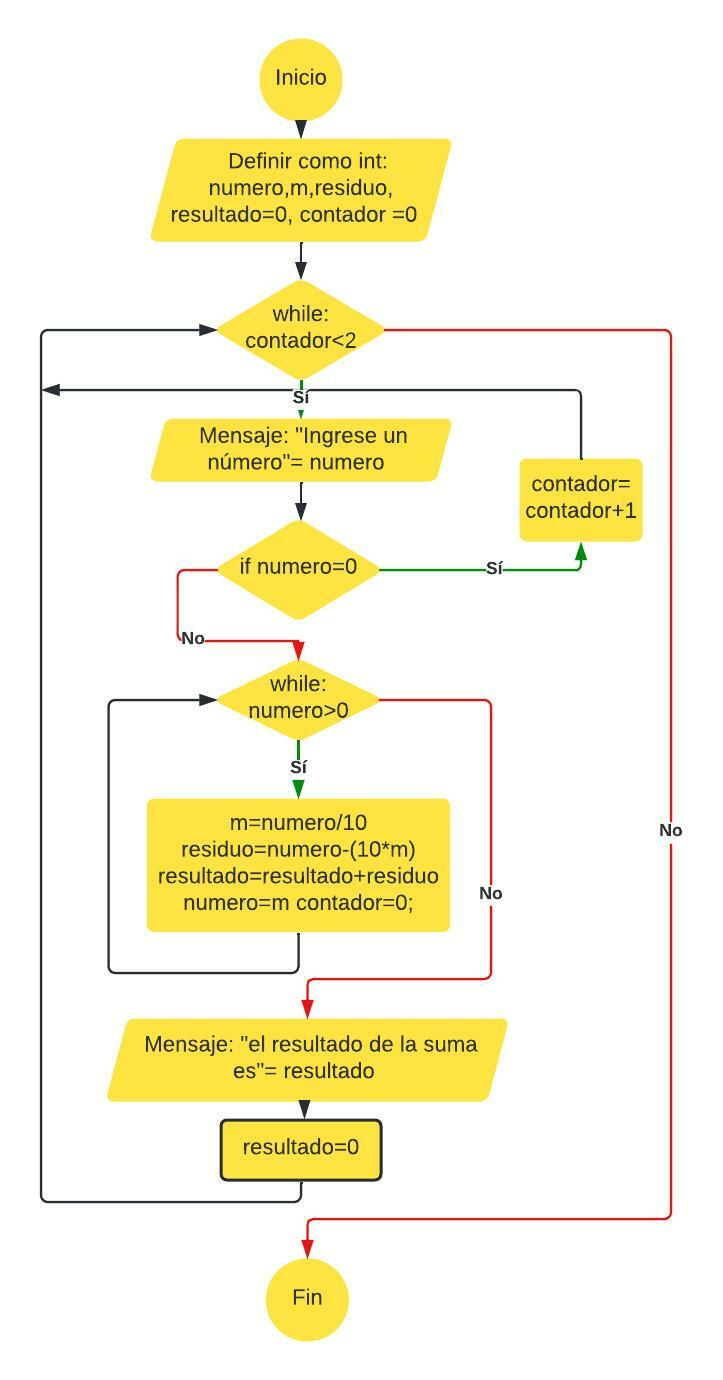 Inicio
Definir como int:
numero,m,residuo,
resultado=0, contador =0
while:
contador<2
Sí
Mensaje: "Ingrese un
número"= numero
contador=
contador+1
if numero=0
Sí
No
while:
numero>0
Sí
m=numero/10
residuo=numero-(10*m)
resultado=resultado+residuo
numero=m contador=0;
No
No
Mensaje: "el resultado de la suma
es"= resultado
resultado=0
Fin